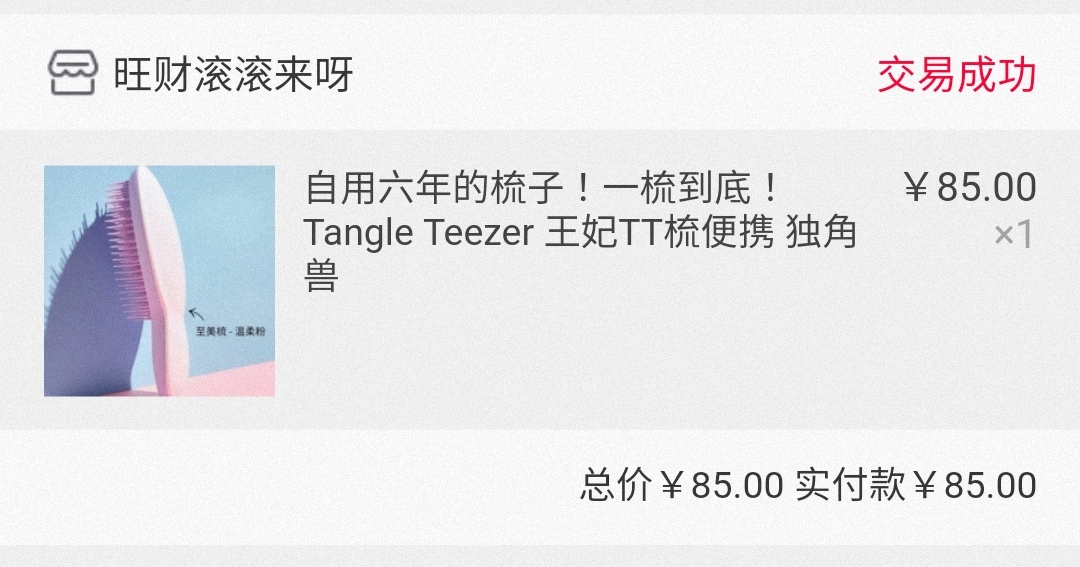 旺财滚滚来呀
交易成功
自用六年的梳子！一梳到底！
￥85.00
Tangle Teezer 王妃TT梳便携 独角
×1
兽
至美梳 - 温柔粉
总价￥85.00 实付款￥85.00